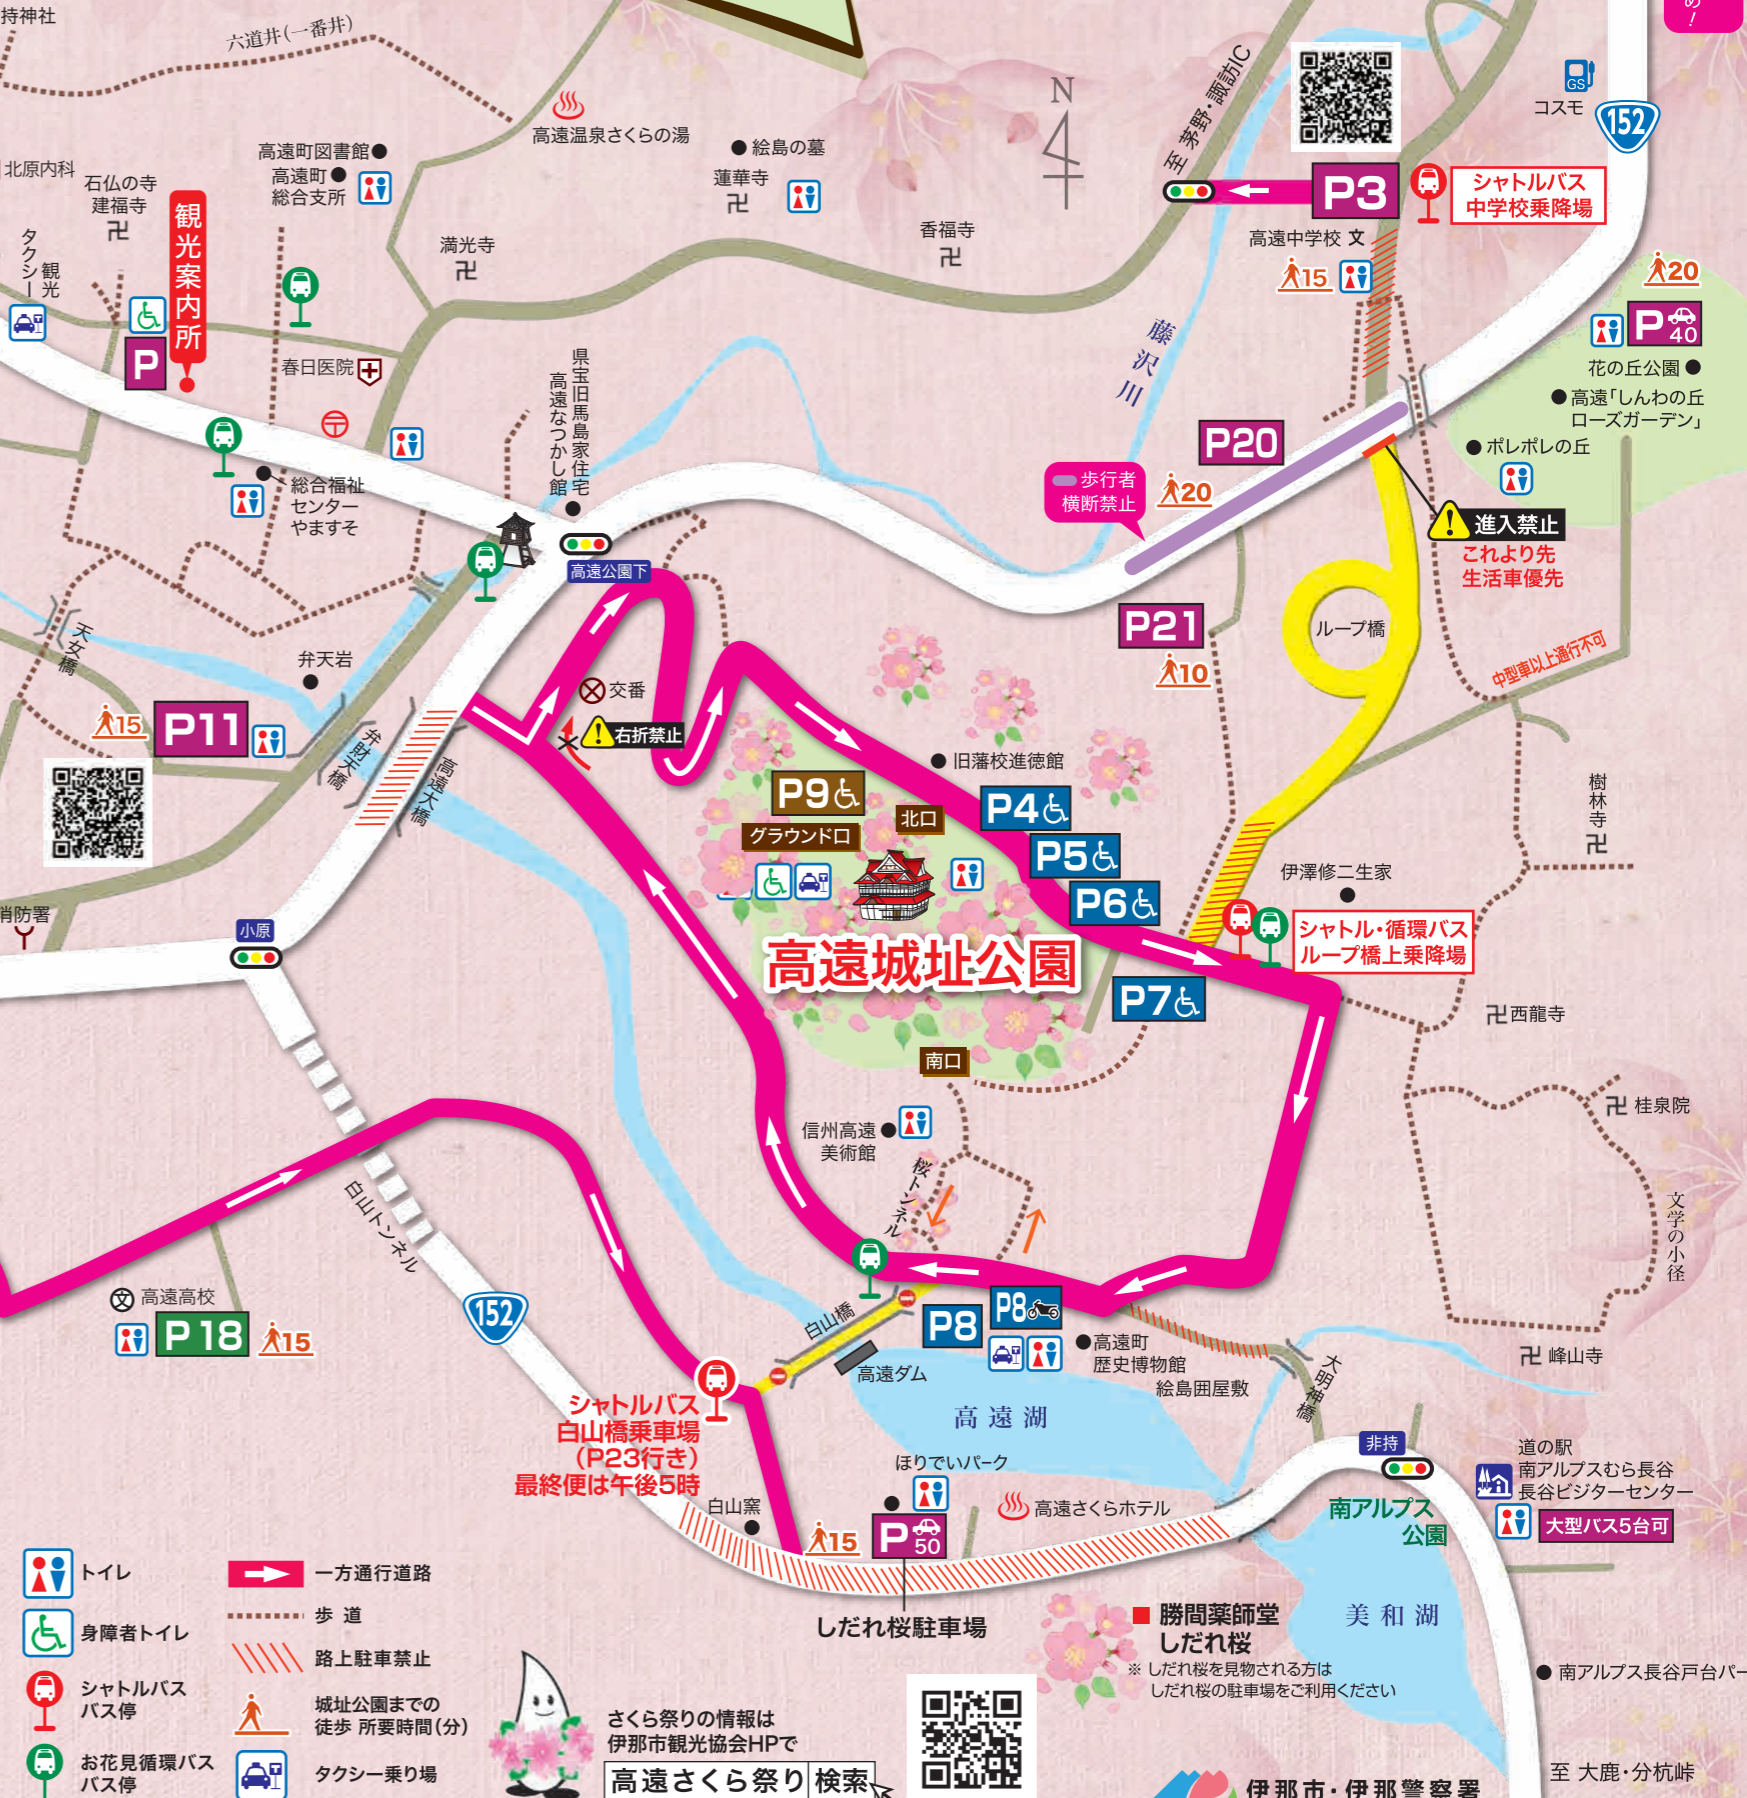 持神社
六道井(一番井)
め!
N
至 茅野・諏訪IC
GS
コスモ
152
高遠温泉さくらの湯
高遠町図書館
高遠町
総合支所
絵島の墓
蓮華寺
北原内科
石仏の寺
建福寺
観光案内所
P3
シャトルバス
中学校乗降場
高遠中学校 文
15
香福寺
満光寺
観光
タクシー
P
春日医院
県宝旧馬島家住宅
高遠なつかし館
藤沢川
20
P 40
花の丘公園
高遠「しんわの丘
ローズガーデン」
ポレポレの丘
P20
歩行者
横断禁止
20
総合福祉
センター
やますそ
進入禁止
これより先
生活車優先
高遠公園下
P21
10
ループ橋
中型車以上通行不可
天女橋
弁天岩
15
P11
弁財天橋
高遠大橋
交番
右折禁止
旧藩校進徳館
P9
グラウンド口
北口
P4
P5
P6
樹林寺
伊澤修二生家
シャトル・循環バス
ループ橋上乗降場
消防署
小原
高遠城址公園
P7
西龍寺
南口
桂泉院
信州高遠
美術館
桜トンネル
文学の小径
白山トンネル
高遠高校
文
P18
15
152
白山橋
P8
P8
高遠町
歴史博物館
絵島囲屋敷
高遠ダム
大明神橋
峰山寺
シャトルバス
白山橋乗車場
(P23行き)
最終便は午後5時
高遠湖
ほりでいパーク
非持
道の駅
南アルプスむら長谷
長谷ビジターセンター
大型バス5台可
白山窯
15
P 50
高遠さくらホテル
南アルプス
公園
しだれ桜駐車場
美和湖
勝間薬師堂
しだれ桜
※ しだれ桜を見物される方は
しだれ桜の駐車場をご利用ください
南アルプス長谷戸台パー
トイレ
一方通行道路
身障者トイレ
歩道
路上駐車禁止
シャトルバス
バス停
城址公園までの
徒歩 所要時間(分)
お花見循環バス
バス停
タクシー乗り場
さくら祭りの情報は
伊那市観光協会HPで
高遠さくら祭り 検索
至 大鹿・分杭峠
伊那市・伊那警察署